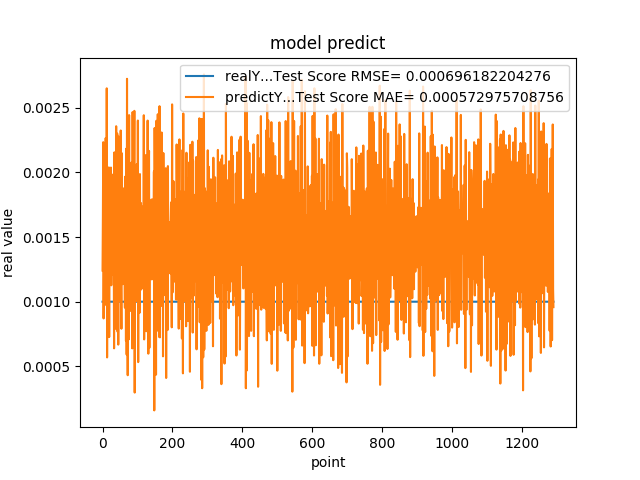 model predict
realY...Test Score RMSE= 0.000696182204276
predictY...Test Score MAE= 0.000572975708756
real value
0.0025
0.0020
0.0015
0.0010
0.0005
0
200
400
600
800
1000
1200
point